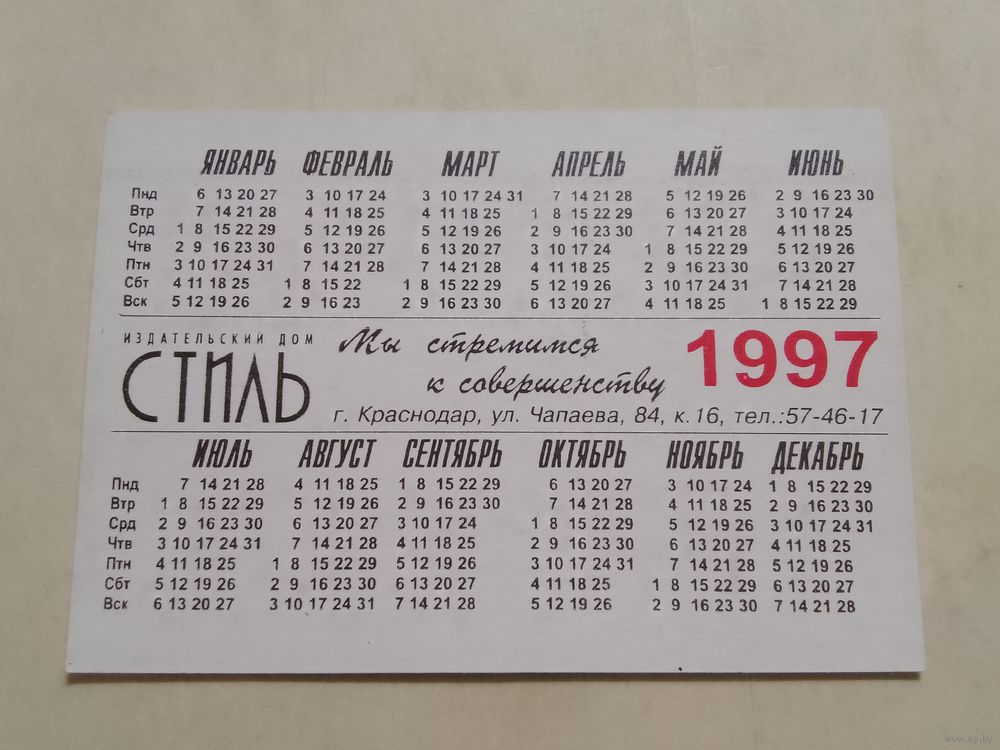 ЯНВАРЬ ФЕВРАЛЬ МАРТ АПРЕЛЬ МАЙ ИЮНЬ
Пнд 6 13 20 27 3 10 17 24 3 10 17 24 31 7 14 21 28 5 12 19 26 2 9 16 23 30
Втр 7 14 21 28 4 11 18 25 4 11 18 25 1 8 15 22 29 6 13 20 27 3 10 17 24
Срд 1 8 15 22 29 5 12 19 26 5 12 19 26 2 9 16 23 30 7 14 21 28 4 11 18 25
Чтв 2 9 16 23 30 6 13 20 27 6 13 20 27 3 10 17 24 1 8 15 22 29 5 12 19 26
Птн 3 10 17 24 31 7 14 21 28 7 14 21 28 4 11 18 25 2 9 16 23 30 6 13 20 27
Сбт 4 11 18 25 1 8 15 22 1 8 15 22 29 5 12 19 26 3 10 17 24 31 7 14 21 28
Вск 5 12 19 26 2 9 16 23 2 9 16 23 30 6 13 20 27 4 11 18 25 1 8 15 22 29
ИЗДАТЕЛЬСКИЙ ДОМ
СТИЛЬ
Мы стремимся
к совершенству
1997
г. Краснодар, ул. Чапаева, 84, к.16, тел.:57-46-17
ИЮЛЬ АВГУСТ СЕНТЯБРЬ ОКТЯБРЬ НОЯБРЬ ДЕКАБРЬ
Пнд 7 14 21 28 4 11 18 25 1 8 15 22 29 6 13 20 27 3 10 17 24 1 8 15 22 29
Втр 1 8 15 22 29 5 12 19 26 2 9 16 23 30 7 14 21 28 4 11 18 25 2 9 16 23 30
Срд 2 9 16 23 30 6 13 20 27 3 10 17 24 1 8 15 22 29 5 12 19 26 3 10 17 24 31
Чтв 3 10 17 24 31 7 14 21 28 4 11 18 25 2 9 16 23 30 6 13 20 27 4 11 18 25
Птн 4 11 18 25 1 8 15 22 29 5 12 19 26 3 10 17 24 31 7 14 21 28 5 12 19 26
Сбт 5 12 19 26 2 9 16 23 30 6 13 20 27 4 11 18 25 1 8 15 22 29 6 13 20 27
Вск 6 13 20 27 3 10 17 24 31 7 14 21 28 5 12 19 26 2 9 16 23 30 7 14 21 28
www.ay.by